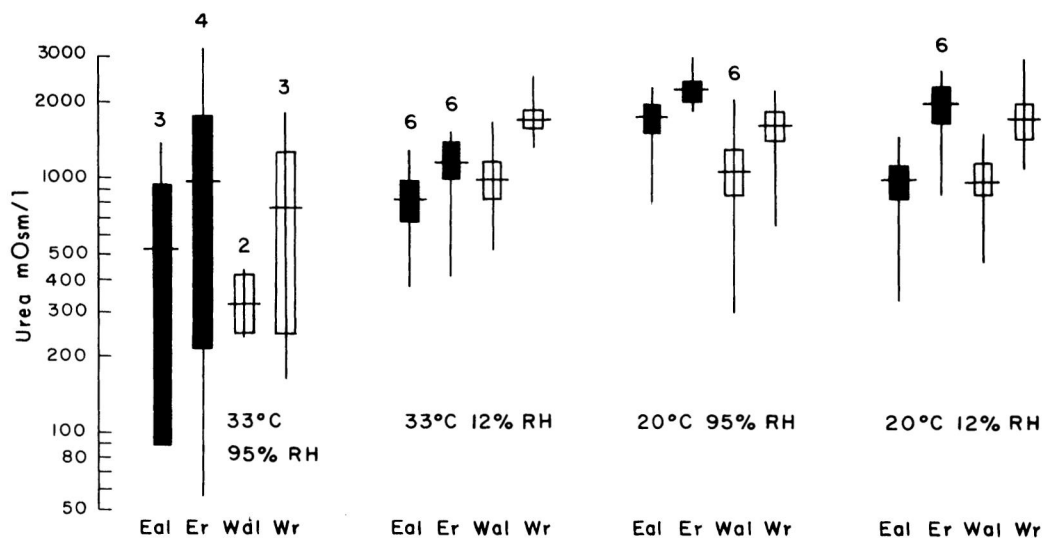 Urea mOsm/l
3000
2000
1000
500
400
300
200
100
80
60
50
3
4
2
3
33°C
95% RH
6
6
33°C 12% RH
6
20°C 95% RH
6
20°C 12% RH
Eal Er Wal Wr
Eal Er Wal Wr
Eal Er Wal Wr
Eal Er Wal Wr